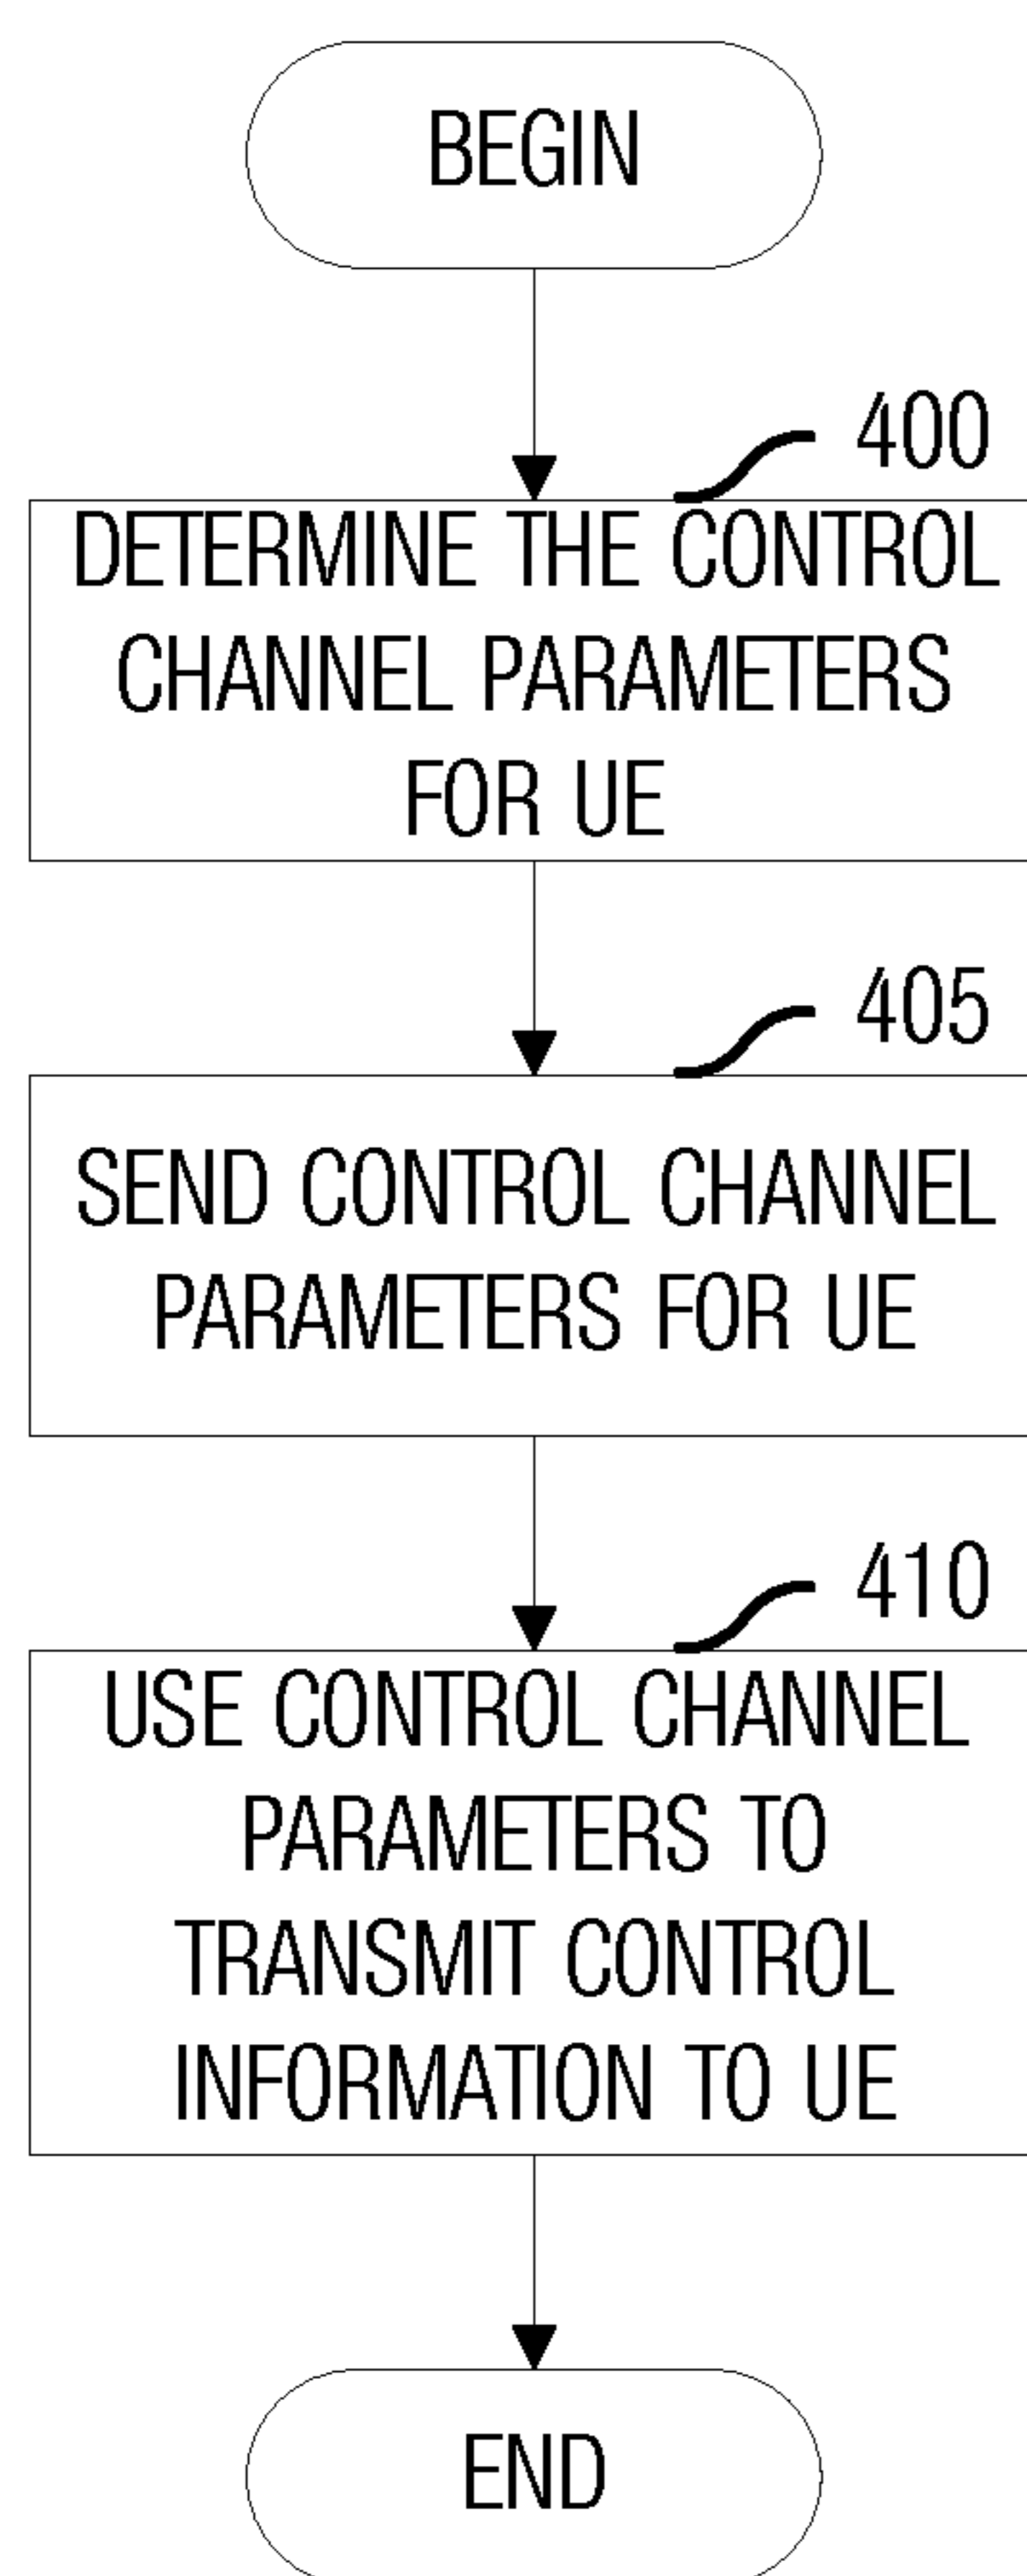 BEGIN
400
DETERMINE THE CONTROL
CHANNEL PARAMETERS
FOR UE
405
SEND CONTROL CHANNEL
PARAMETERS FOR UE
410
USE CONTROL CHANNEL
PARAMETERS TO
TRANSMIT CONTROL
INFORMATION TO UE
END